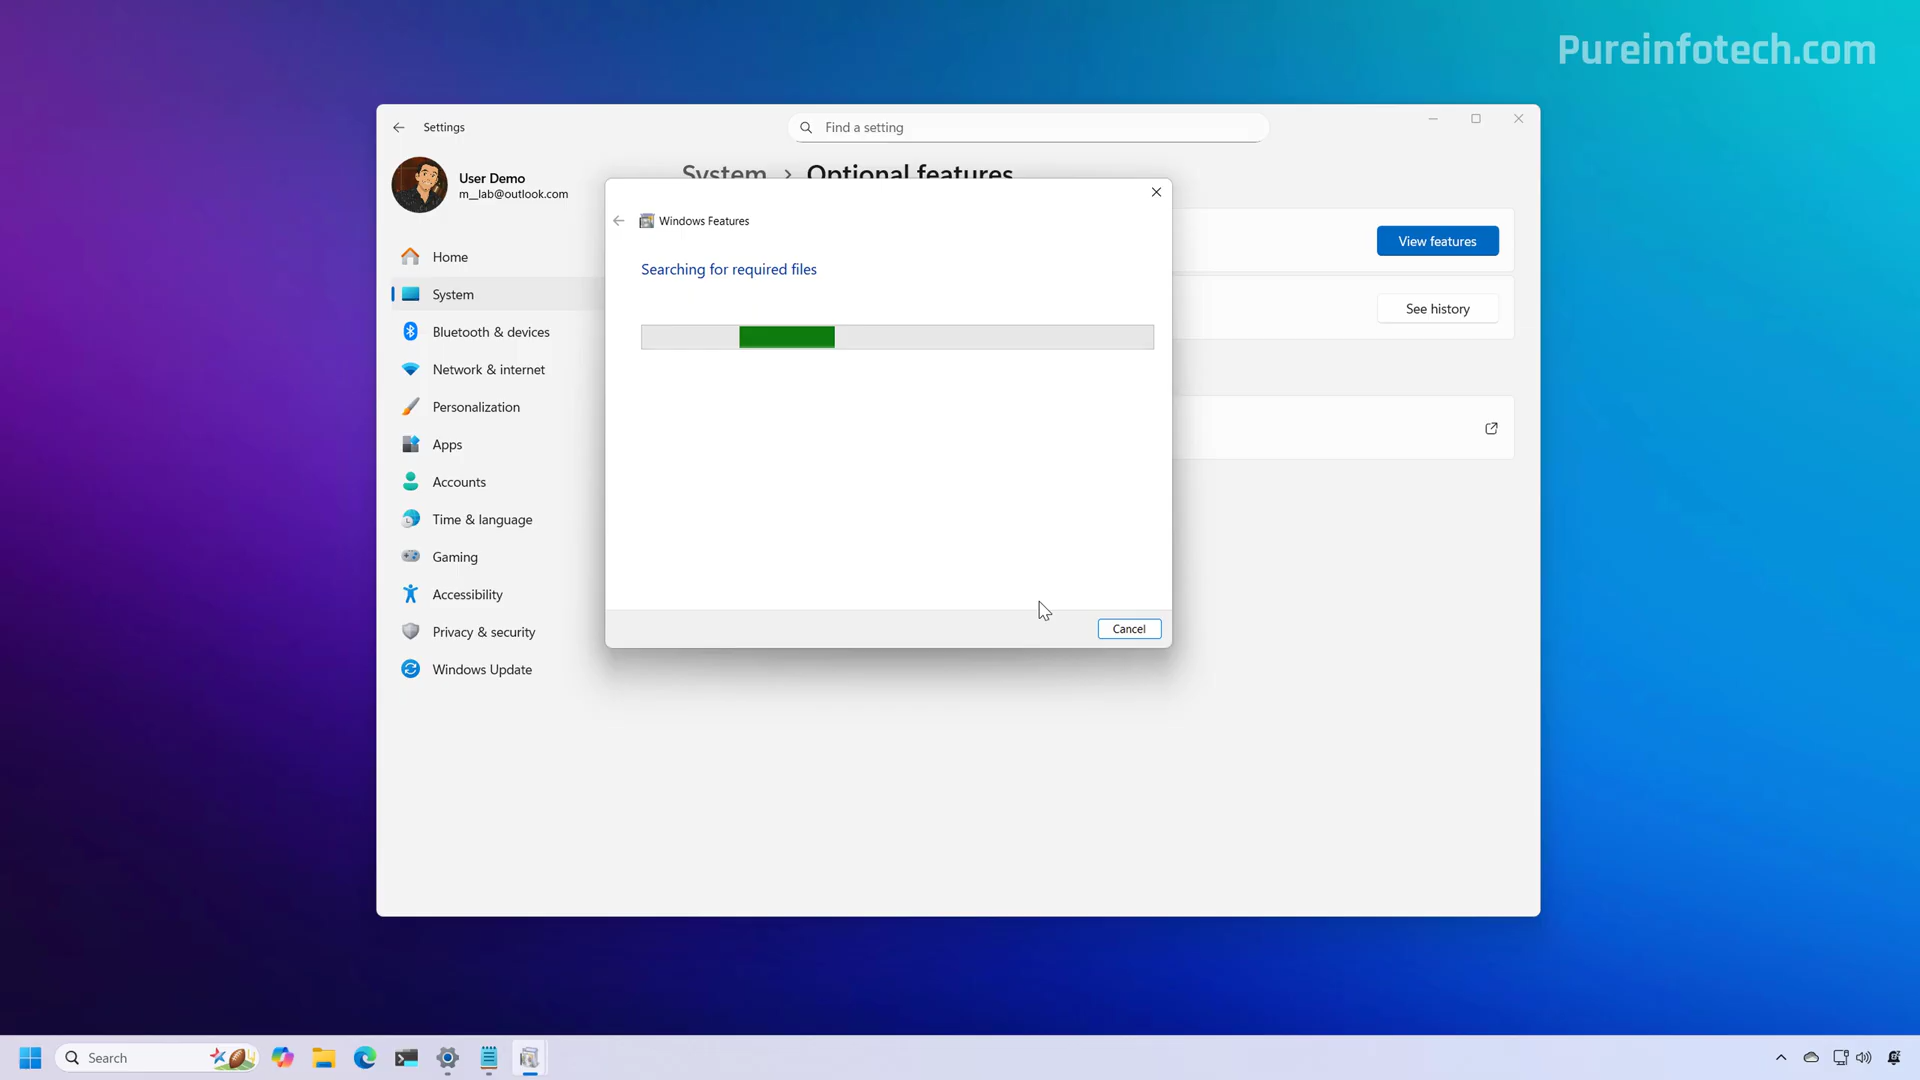 Pureinfotech.com
Settings
Find a setting
User Demo
m__lab@outlook.com
System > Optional features
Windows Features
View features
Home
Searching for required files
System
See history
Bluetooth & devices
Network & internet
Personalization
Apps
Accounts
Time & language
Gaming
Accessibility
Privacy & security
Cancel
Windows Update
Search